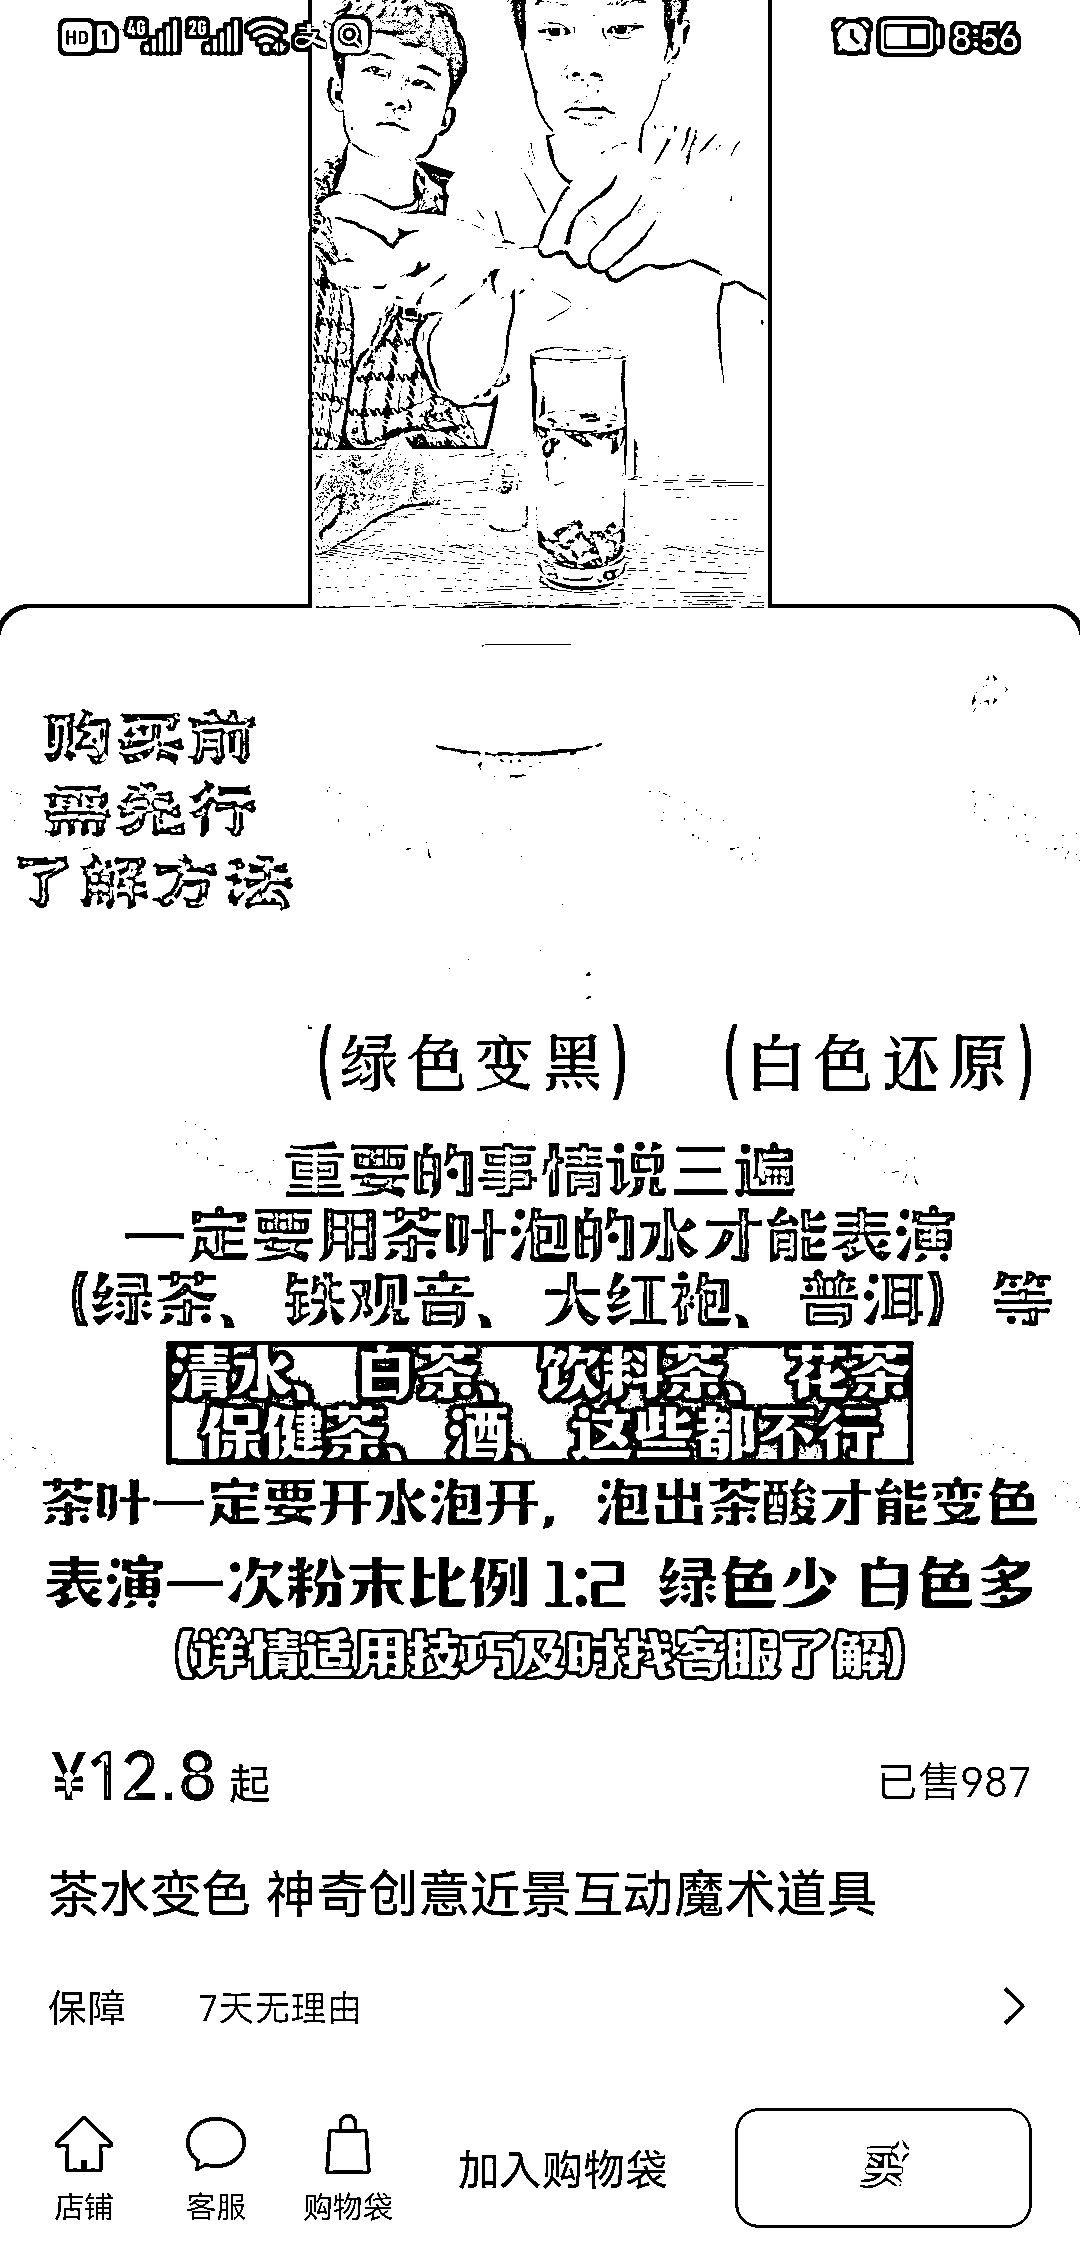 HD 1 4G 2G 8:56
购买前
需先行
了解方法
(绿色变黑) (白色还原)
重要的事情说三遍
一定要用茶叶泡的水才能表演
(绿茶、铁观音、大红袍、普洱) 等
清水、白茶、饮料茶、花茶
保健茶、酒、这些都不行
茶叶一定要开水泡开，泡出茶酸才能变色
表演一次粉末比例 1:2 绿色少 白色多
(详情适用技巧及时找客服了解)
¥12.8 起 已售987
茶水变色 神奇创意近景互动魔术道具
保障 7天无理由
店铺 客服 购物袋 加入购物袋 买